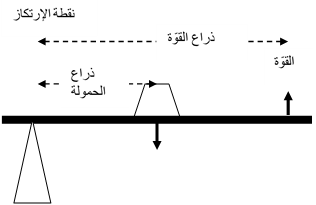 نقطة الإرتكاز
ذراع القوّة
القوّة
ذراع
الحمولة